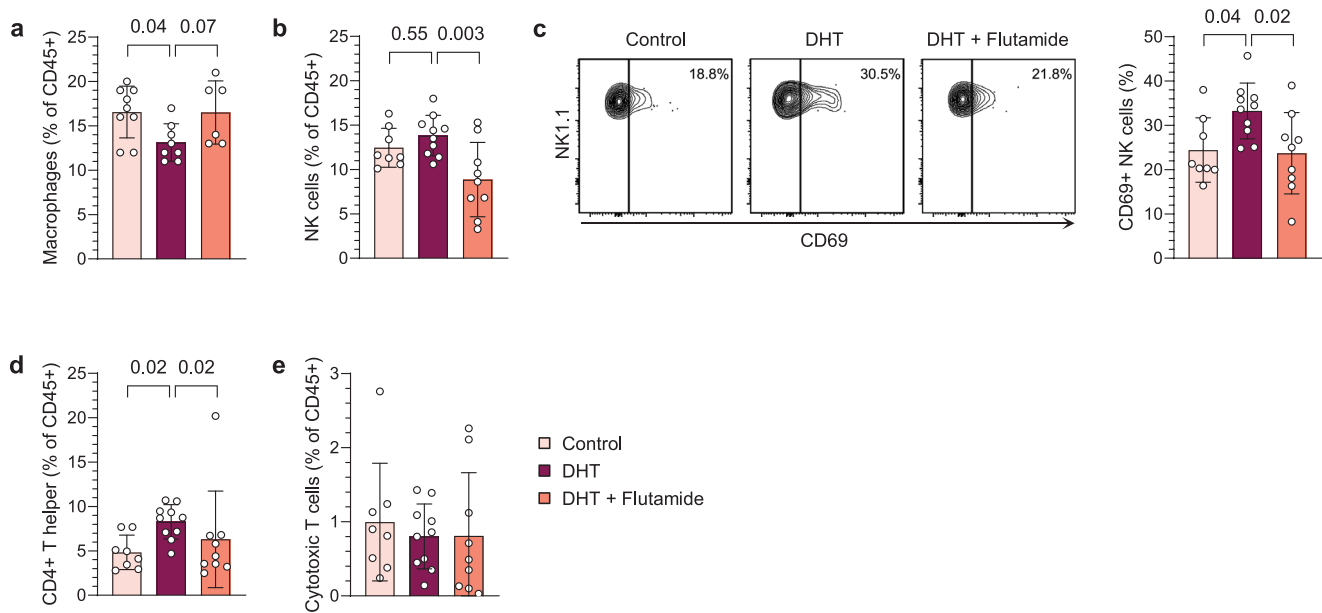 a
0.04 0.07
Macrophages (% of CD45+)
25
20
15
10
5
0
b
0.55 0.003
NK cells (% of CD45+)
25
20
15
10
5
0
c
Control
DHT
DHT + Flutamide
18.8%
30.5%
21.8%
NK1.1
CD69
0.04 0.02
CD69+ NK cells (%)
50
40
30
20
10
0
d
0.02 0.02
CD4+ T helper (% of CD45+)
25
20
15
10
5
0
e
Cytotoxic T cells (% of CD45+)
3
2
1
0
Control
DHT
DHT + Flutamide